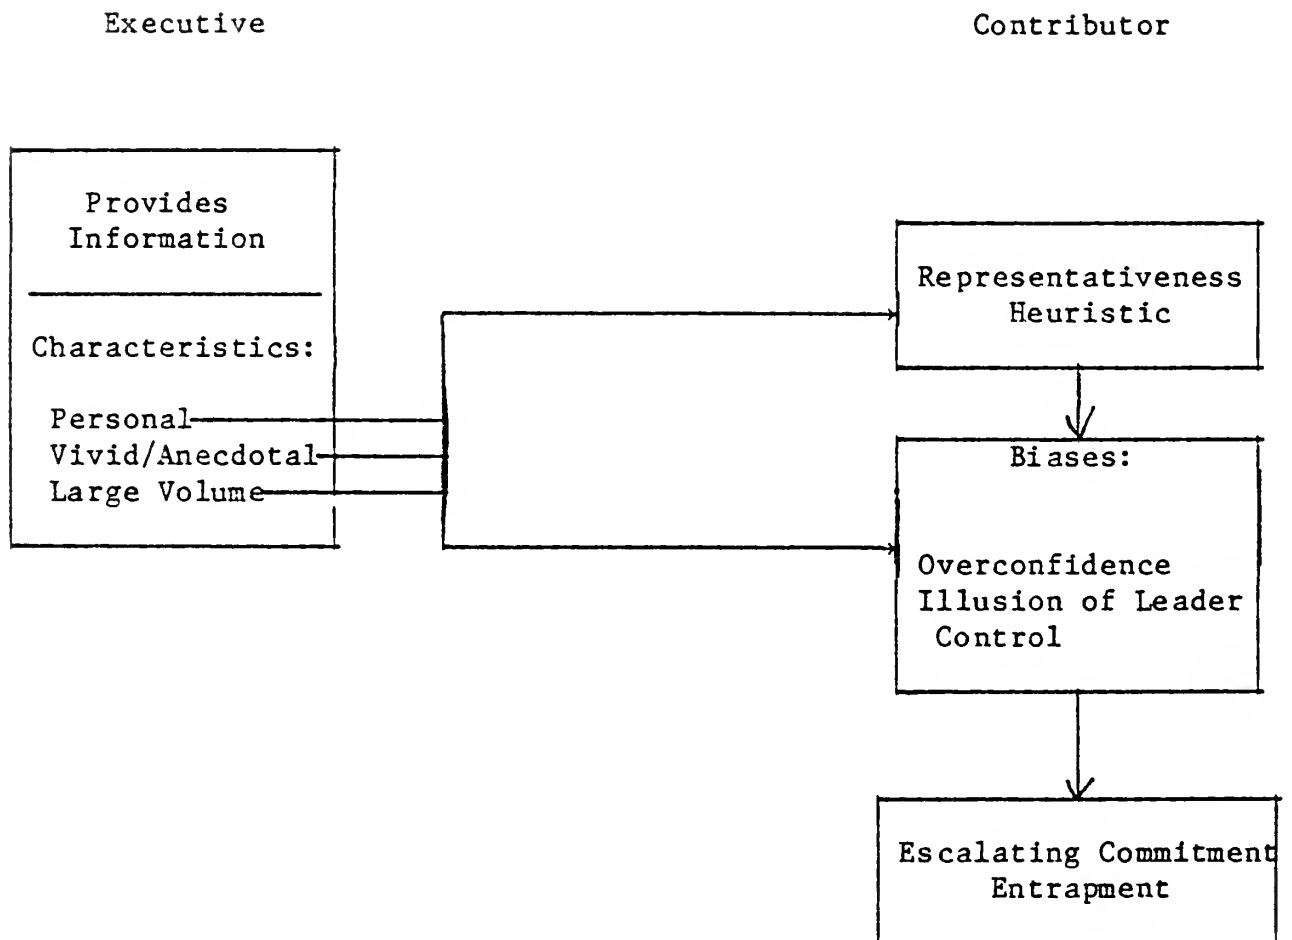 Executive
Contributor
Provides
Information
Characteristics:
Personal
Vivid/Anecdotal
Large Volume
Representativeness
Heuristic
Biases:
Overconfidence
Illusion of Leader
Control
Escalating Commitment
Entrapment